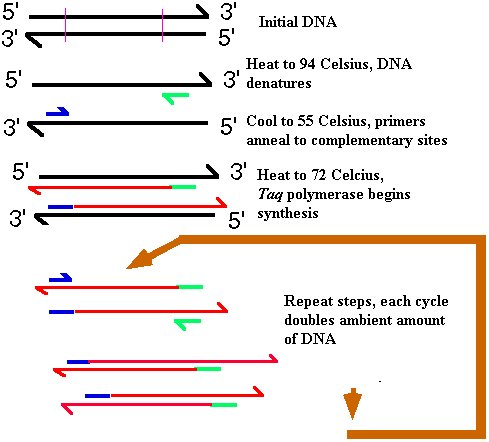 5' 3'
Initial DNA
3' 5'
5' 3'
Heat to 94 Celsius, DNA
denatures
3' 5'
Cool to 55 Celsius, primers
anneal to complementary sites
5' 3'
Heat to 72 Celcius,
Taq polymerase begins
synthesis
3' 5'
Repeat steps, each cycle
doubles ambient amount
of DNA